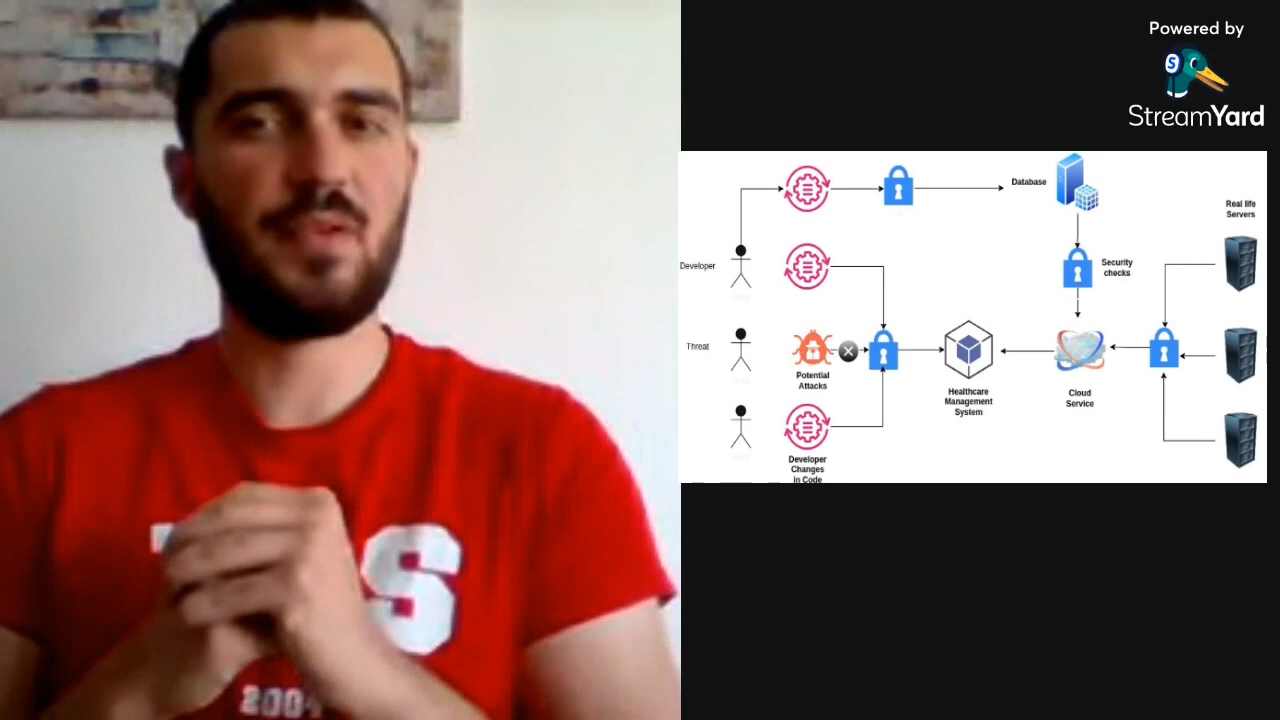 Powered by
StreamYard
Database
Real life
Servers
Developer
Security
checks
Threat
Potential
Attacks
Healthcare
Management
System
Cloud
Service
Developer
Changes
in Code
S
2004